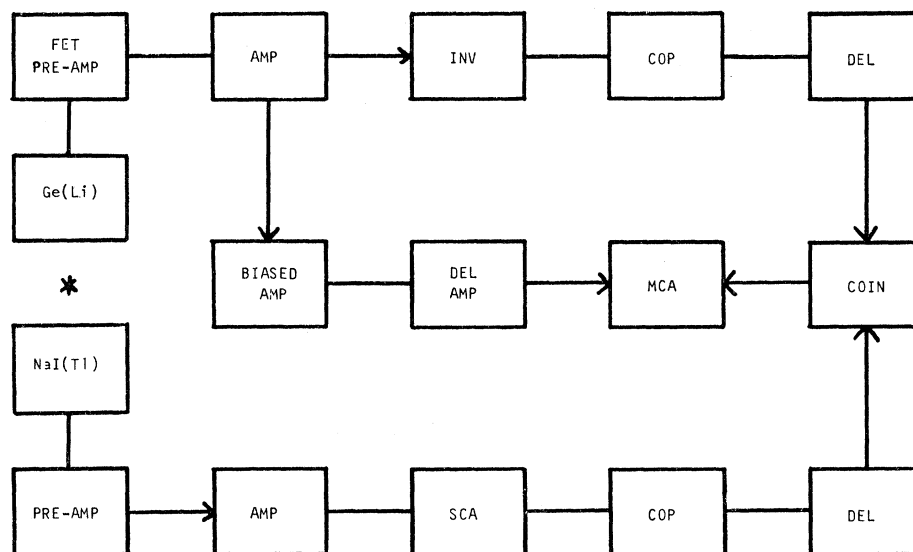 FET
PRE-AMP
AMP
INV
COP
DEL
Ge(Li)
BIASED
AMP
DEL
AMP
MCA
COIN
*
NaI(Tl)
PRE-AMP
AMP
SCA
COP
DEL